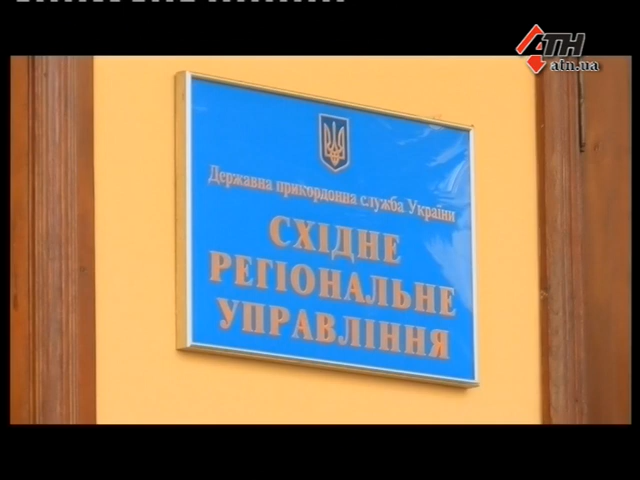 АТН
atn.ua
Державна прикордонна служба України
СХІДНЕ
РЕГІОНАЛЬНЕ
УПРАВЛІННЯ